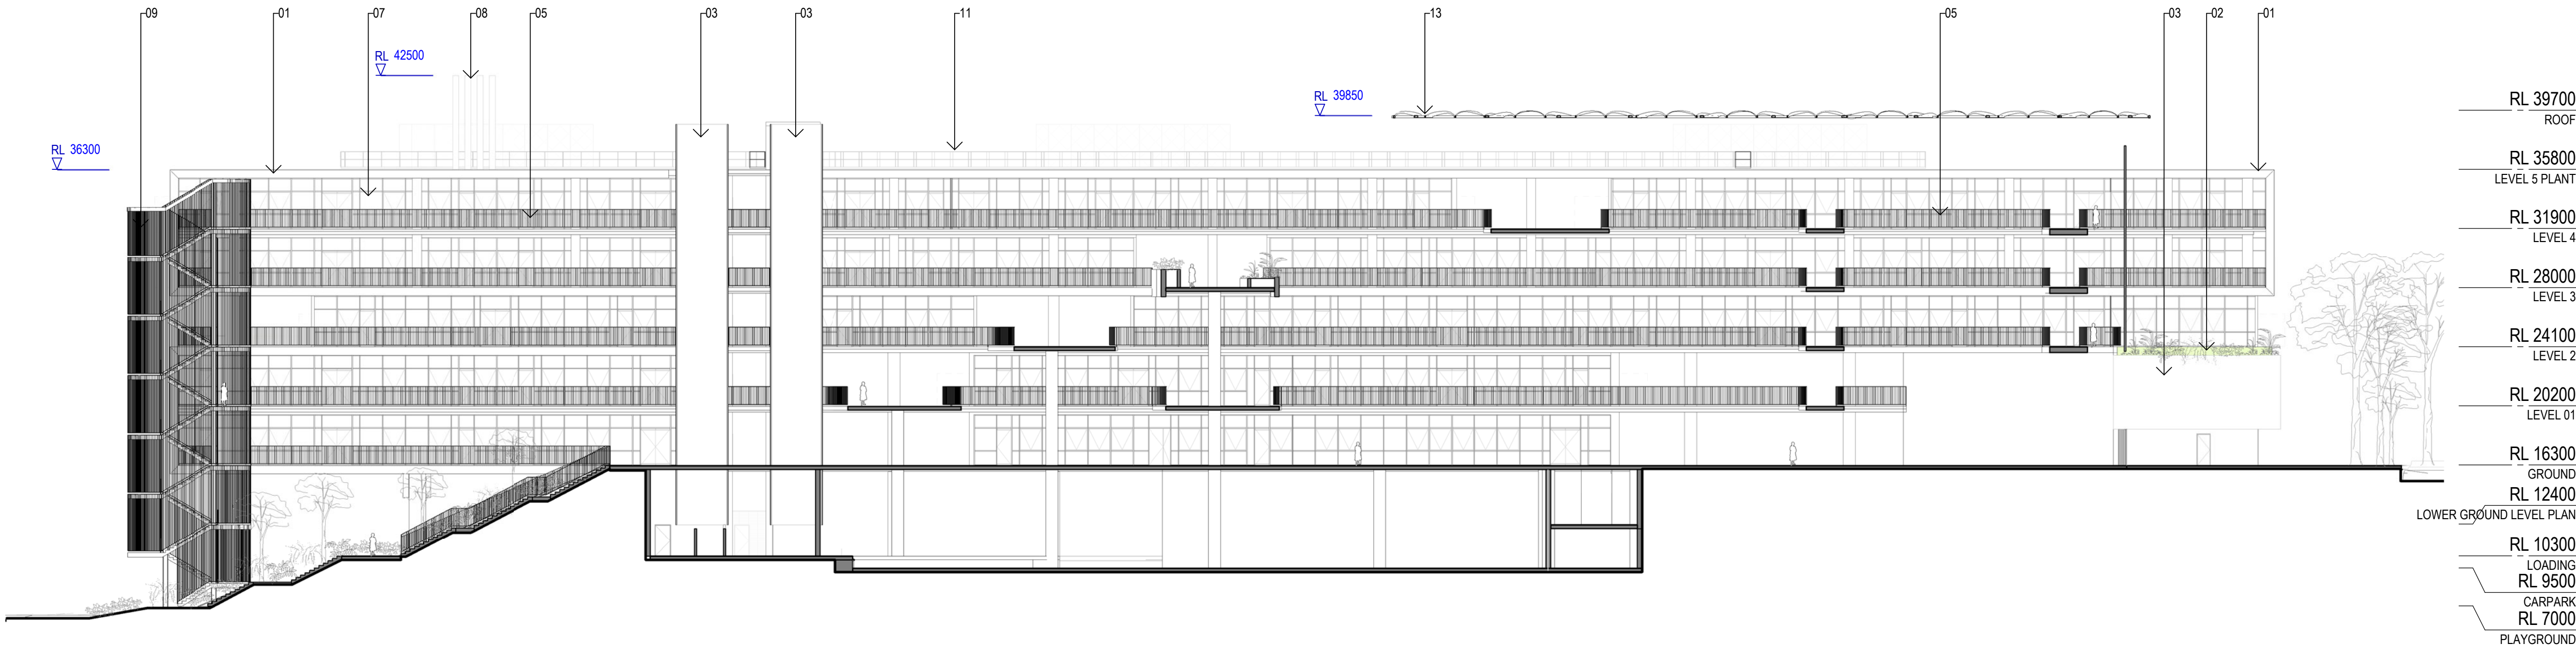 09
01
07
08
05
03
03
11
13
05
03
02
01
RL 42500
RL 39850
RL 36300
RL 39700
ROOF
RL 35800
LEVEL 5 PLANT
RL 31900
LEVEL 4
RL 28000
LEVEL 3
RL 24100
LEVEL 2
RL 20200
LEVEL 01
RL 16300
GROUND
RL 12400
LOWER GROUND LEVEL PLAN
RL 10300
LOADING
RL 9500
CARPARK
RL 7000
PLAYGROUND